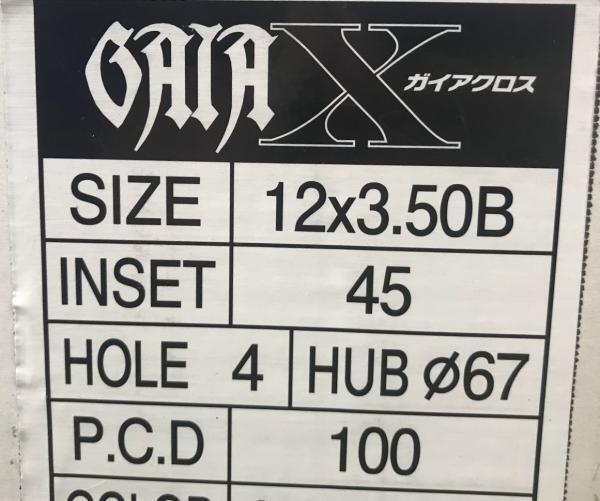 GAIA X ガイアクロス
SIZE 12x3.50B
INSET 45
HOLE 4 HUB Ø67
P.C.D 100